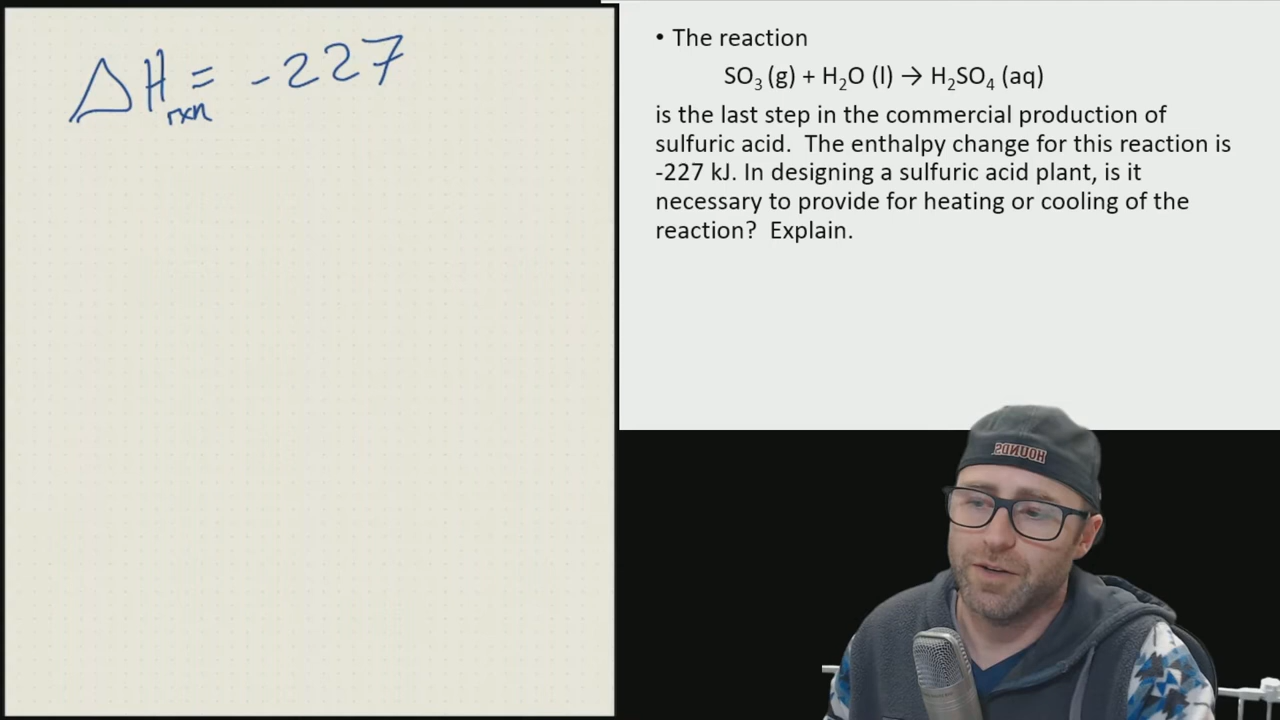 ΔHrxn = -227
• The reaction
SO₃ (g) + H₂O (l) → H₂SO₄ (aq)
is the last step in the commercial production of
sulfuric acid. The enthalpy change for this reaction is
-227 kJ. In designing a sulfuric acid plant, is it
necessary to provide for heating or cooling of the
reaction? Explain.
HOUNDS